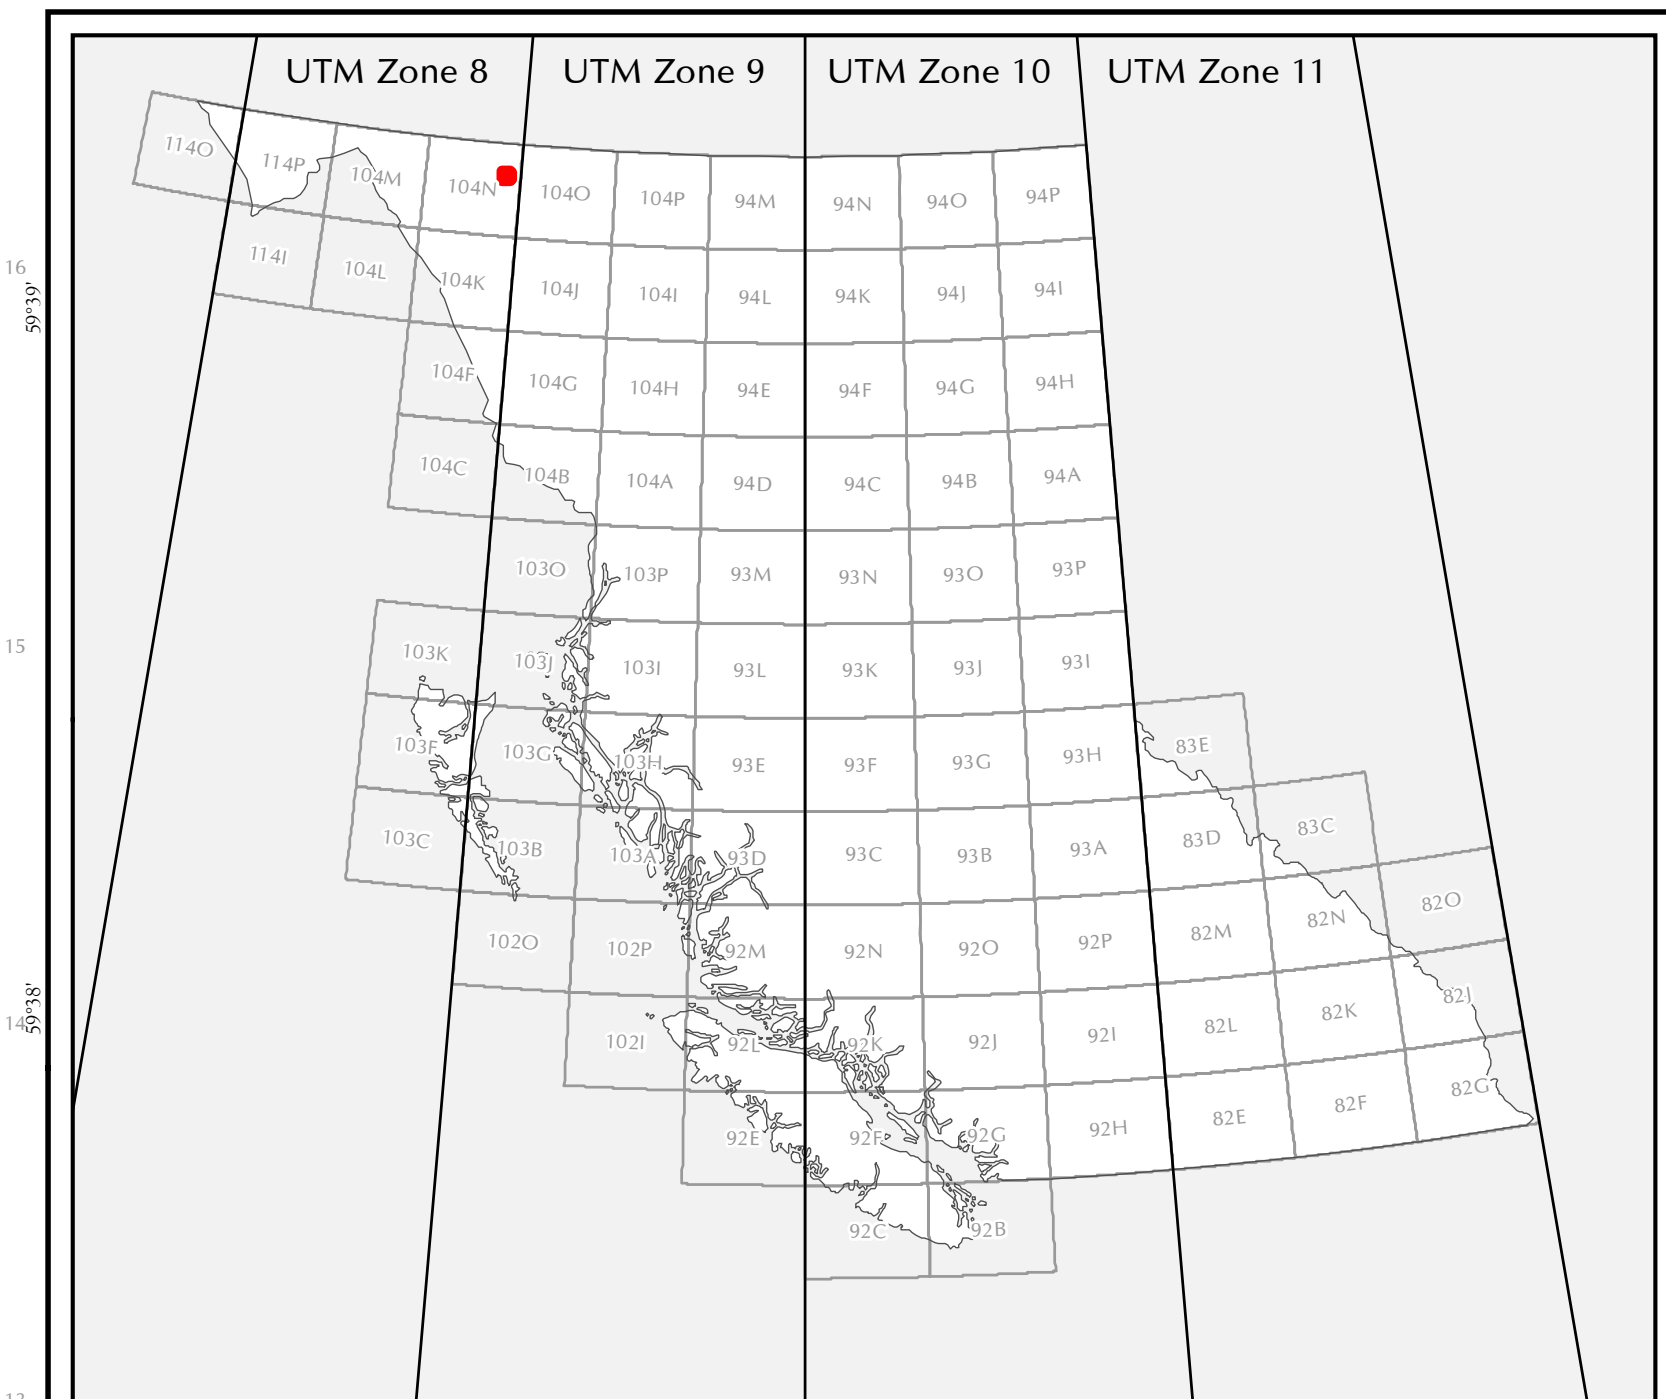 UTM Zone 8 UTM Zone 9 UTM Zone 10 UTM Zone 11
114O 114P 104M 104N 104O 104P 94M 94N 94O 94P
16 114I 104L 104K 104J 104I 94L 94K 94J 94I
59°39'
104F 104G 104H 94E 94F 94G 94H
104C 104B 104A 94D 94C 94B 94A
103O 103P 93M 93N 93O 93P
15 103K 103J 103I 93L 93K 93J 93I
103F 103G 103H 93E 93F 93G 93H 83E
103C 103B 103A 93D 93C 93B 93A 83D 83C
102O 102P 92M 92N 92O 92P 82M 82N 82O
14 59°38'
102I 92L 92K 92J 92I 82L 82K 82J
92E 92F 92G 92H 82E 82F 82G
92C 92B